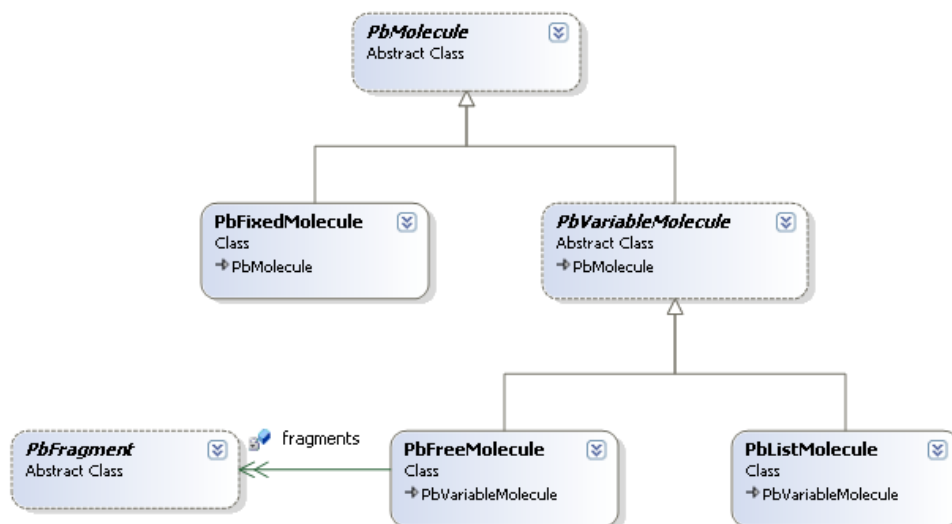 PbMolecule
Abstract Class
PbFixedMolecule
Class
PbMolecule
PbVariableMolecule
Abstract Class
PbMolecule
PbFragment
Abstract Class
fragments
PbFreeMolecule
Class
PbVariableMolecule
PbListMolecule
Class
PbVariableMolecule